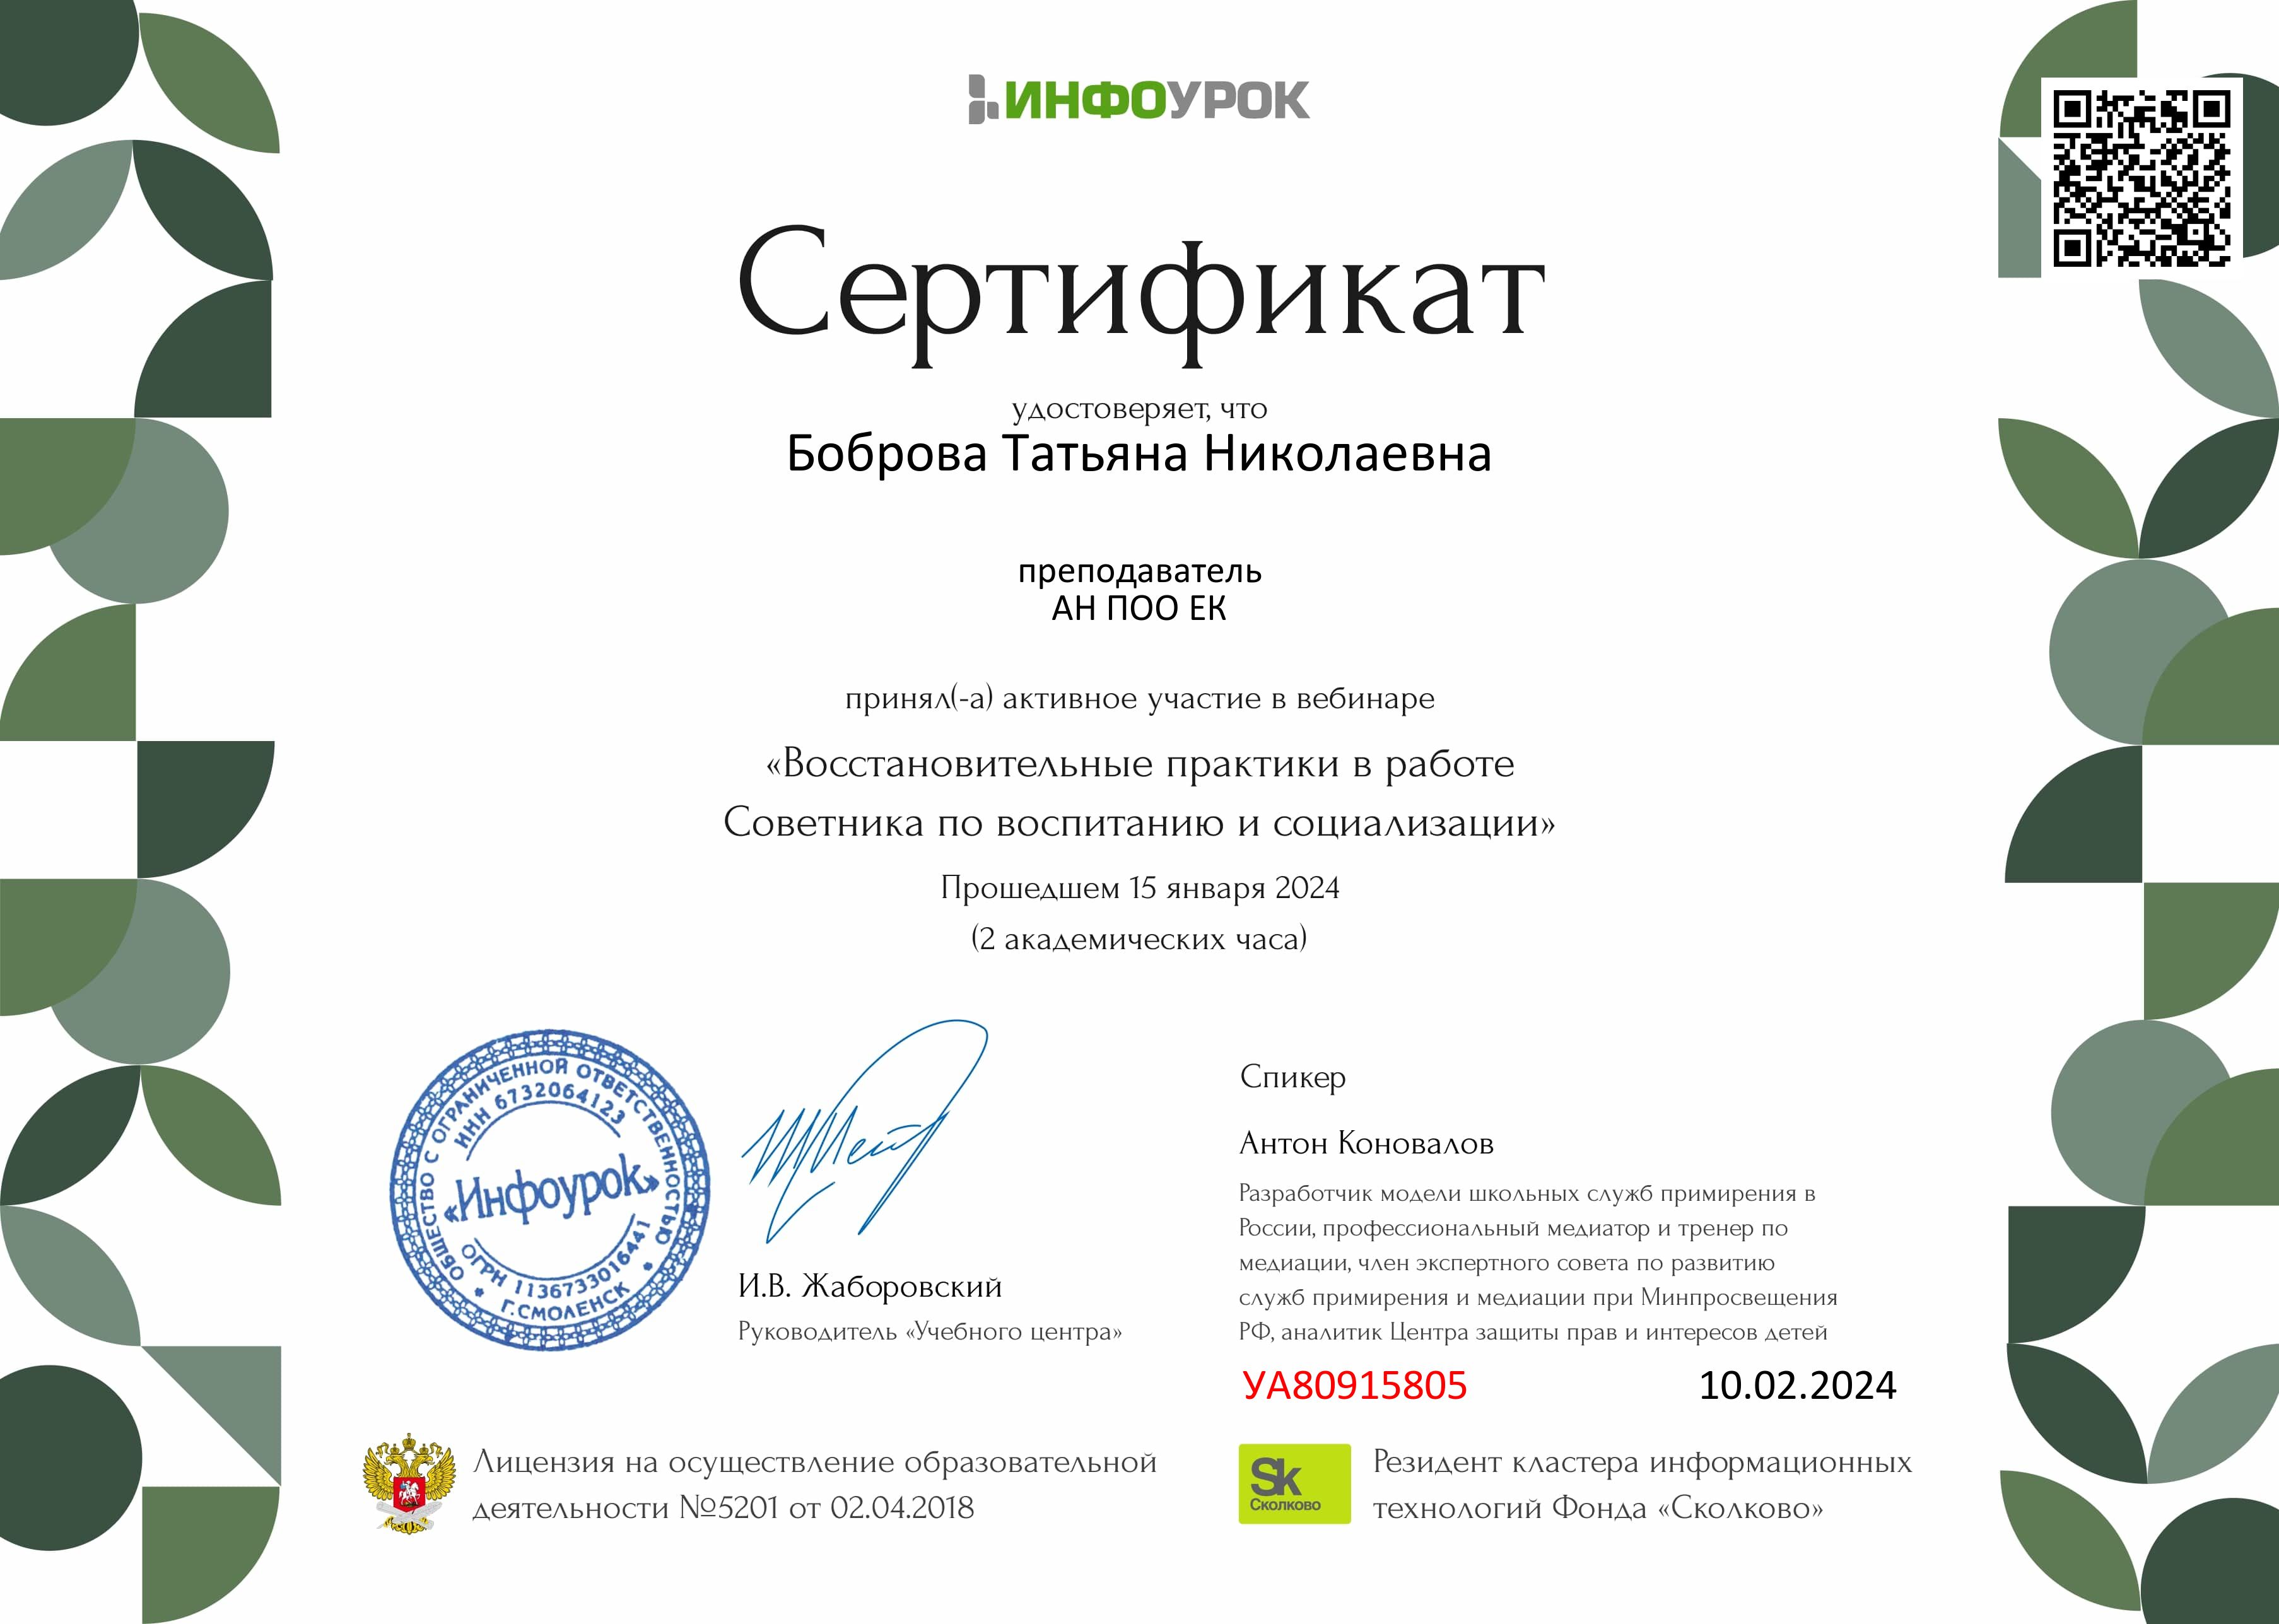 ИНФОУРОК
Сертификат
удостоверяет, что
Боброва Татьяна Николаевна
преподаватель
АН ПОО ЕК
принял(-а) активное участие в вебинаре
«Восстановительные практики в работе
Советника по воспитанию и социализации»
Прошедшем 15 января 2024
(2 академических часа)
ОБЩЕСТВО С ОГРАНИЧЕННОЙ ОТВЕТСТВЕННОСТЬЮ
ИНН 6732064123
«Инфоурок»
ОГРН 1136733016441
* Г.СМОЛЕНСК *
И.В. Жаборовский
Руководитель «Учебного центра»
Спикер
Антон Коновалов
Разработчик модели школьных служб примирения в
России, профессиональный медиатор и тренер по
медиации, член экспертного совета по развитию
служб примирения и медиации при Минпросвещения
РФ, аналитик Центра защиты прав и интересов детей
УА80915805 10.02.2024
Лицензия на осуществление образовательной
деятельности №5201 от 02.04.2018
Sk
Сколково
Резидент кластера информационных
технологий Фонда «Сколково»